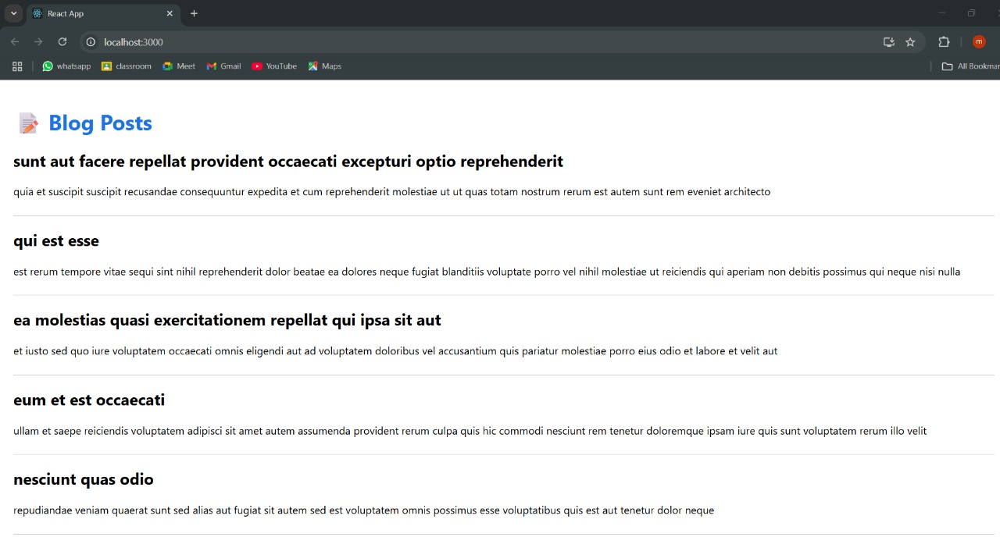 React App
localhost:3000
m
whatsapp
classroom
Meet
Gmail
YouTube
Maps
All Bookmar
Blog Posts
sunt aut facere repellat provident occaecati excepturi optio reprehenderit
quia et suscipit suscipit recusandae consequuntur expedita et cum reprehenderit molestiae ut ut quas totam nostrum rerum est autem sunt rem eveniet architecto
qui est esse
est rerum tempore vitae sequi sint nihil reprehenderit dolor beatae ea dolores neque fugiat blanditiis voluptate porro vel nihil molestiae ut reiciendis qui aperiam non debitis possimus qui neque nisi nulla
ea molestias quasi exercitationem repellat qui ipsa sit aut
et iusto sed quo iure voluptatem occaecati omnis eligendi aut ad voluptatem doloribus vel accusantium quis pariatur molestiae porro eius odio et labore et velit aut
eum et est occaecati
ullam et saepe reiciendis voluptatem adipisci sit amet autem assumenda provident rerum culpa quis hic commodi nesciunt rem tenetur doloremque ipsam iure quis sunt voluptatem rerum illo velit
nesciunt quas odio
repudiandae veniam quaerat sunt sed alias aut fugiat sit autem sed est voluptatem omnis possimus esse voluptatibus quis est aut tenetur dolor neque